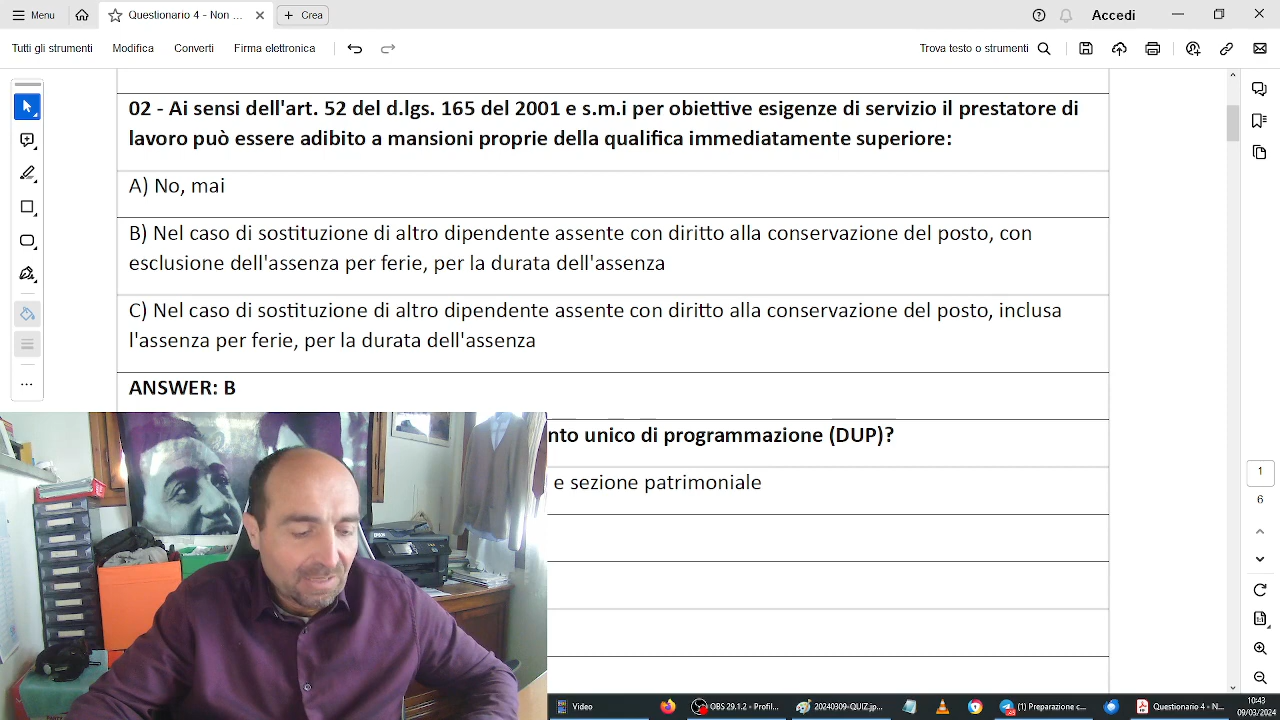 Menu
Questionario 4 - Non ...
Crea
Accedi
Tutti gli strumenti
Modifica
Converti
Firma elettronica
Trova testo o strumenti
02 - Ai sensi dell'art. 52 del d.lgs. 165 del 2001 e s.m.i per obiettive esigenze di servizio il prestatore di
lavoro può essere adibito a mansioni proprie della qualifica immediatamente superiore:
A) No, mai
B) Nel caso di sostituzione di altro dipendente assente con diritto alla conservazione del posto, con
esclusione dell'assenza per ferie, per la durata dell'assenza
C) Nel caso di sostituzione di altro dipendente assente con diritto alla conservazione del posto, inclusa
l'assenza per ferie, per la durata dell'assenza
ANSWER: B
nto unico di programmazione (DUP)?
e sezione patrimoniale
1
6
EPSON
Video
OBS 29.1.2 - Profil...
20240309-QUIZ.jp...
(1) Preparazione c...
Questionario 4 - N...
10:43
09/03/2024